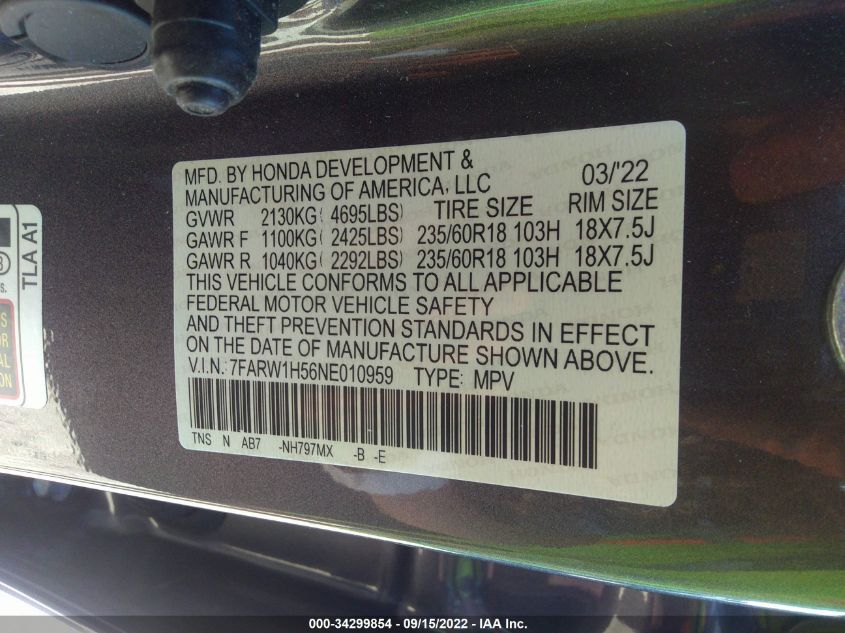 MFD. BY HONDA DEVELOPMENT &
MANUFACTURING OF AMERICA, LLC 03/'22
GVWR 2130KG( 4695LBS) TIRE SIZE RIM SIZE
GAWR F 1100KG( 2425LBS) 235/60R18 103H 18X7.5J
GAWR R 1040KG( 2292LBS) 235/60R18 103H 18X7.5J
THIS VEHICLE CONFORMS TO ALL APPLICABLE
FEDERAL MOTOR VEHICLE SAFETY
AND THEFT PREVENTION STANDARDS IN EFFECT
ON THE DATE OF MANUFACTURE SHOWN ABOVE.
V.I.N.: 7FARW1H56NE010959 TYPE: MPV
TNS N AB7 -NH797MX -B -E
TLA A1
000-34299854 - 09/15/2022 - IAA Inc.